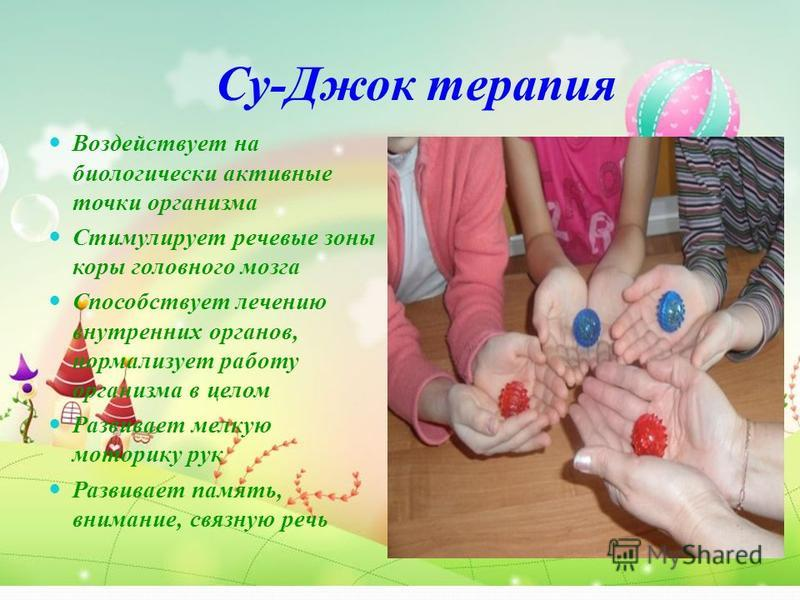 Су-Джок терапия
Воздействует на
биологически активные
точки организма
Стимулирует речевые зоны
коры головного мозга
Способствует лечению
внутренних органов,
нормализует работу
организма в целом
Развивает мелкую
моторику рук
Развивает память,
внимание, связную речь
MyShared